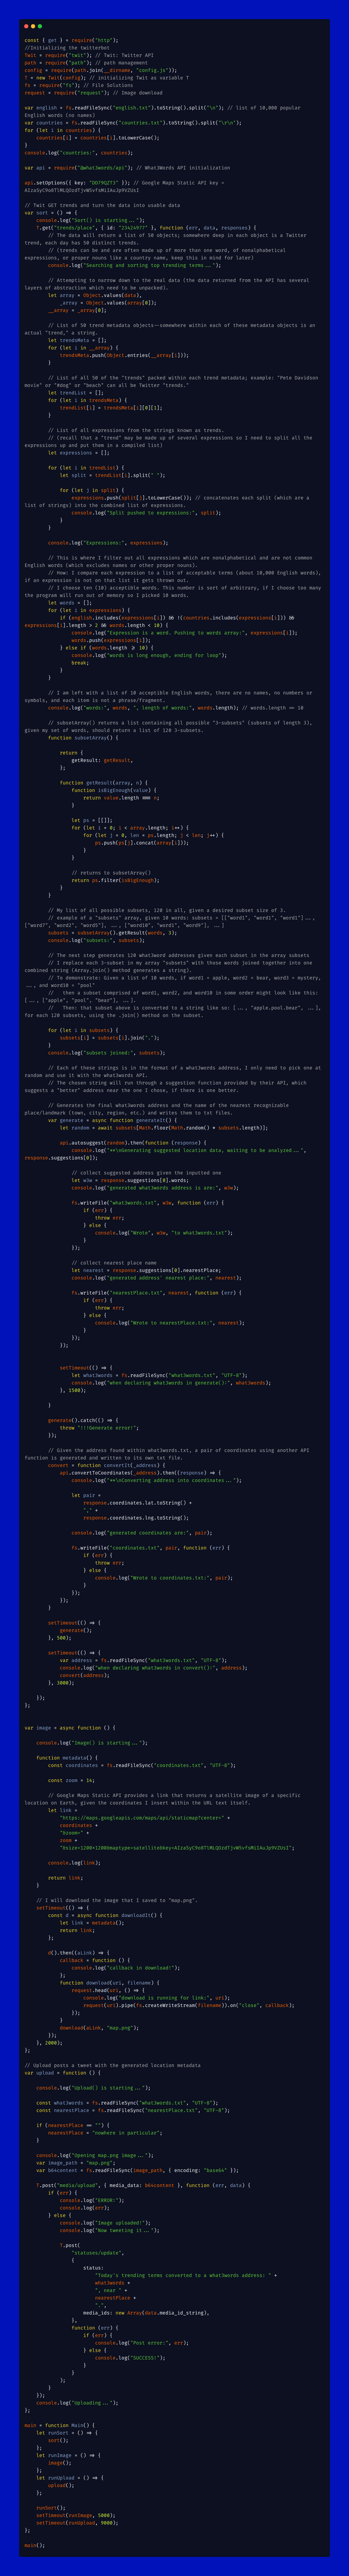 const { get } = require("http");
//Initializing the twitterbot
Twit = require("twit"); // Twit: Twitter API
path = require("path"); // path management
config = require(path.join(__dirname, "config.js"));
T = new Twit(config); // initializing Twit as variable T
fs = require("fs"); // File Solutions
request = require("request"); // Image download

var english = fs.readFileSync("english.txt").toString().split("\n"); // list of 10,000 popular
English words (no names)
var countries = fs.readFileSync("countries.txt").toString().split("\r\n");
for (let i in countries) {
countries[i] = countries[i].toLowerCase();
}
console.log("countries:", countries);

var api = require("@what3words/api"); // What3Words API initialization

// Google Maps Static API key =

// Twit GET trends and turn the data into usable data
var sort = () => {
console.log("Sort() is starting...");
T.get("trends/place", { id: "23424977" }, function (err, data, response) {
// The data will return a list of 50 objects; somewhere deep in each object is a Twitter
trend, each day has 50 distinct trends.
// (trends can be and are often made up of more than one word, of nonalphabetical
expressions, or proper nouns like a country name, keep this in mind for later)
console.log("Searching and sorting top trending terms...");

// Attempting to narrow down to the real data (the data returned from the API has several
layers of abstraction which need to be unpacked).
let array = Object.values(data),
_array = Object.values(array[0]);
__array = _array[0];

// List of 50 trend metadata objects--somewhere within each of these metadata objects is an
actual "trend," a string.
let trendsMeta = [];
for (let i in __array) {
trendsMeta.push(Object.entries(__array[i]));
}

// List of all 50 of the "trends" packed within each trend metadata; example: "Pete Davidson
movie" or "#dog" or "beach" can all be Twitter "trends."
let trendList = [];
for (let i in trendsMeta) {
trendList[i] = trendsMeta[i][0][1];
}

// List of all expressions from the strings known as trends.
// (recall that a "trend" may be made up of several expressions so I need to split all the
expressions up and put them in a compiled list)
let expressions = [];

for (let i in trendList) {
let split = trendList[i].split(" ");

for (let j in split) {
expressions.push(split[j].toLowerCase()); // concatenates each split (which are a
list of strings) into the combined list of expressions.
console.log("Split pushed to expressions:", split);
}
}

console.log("Expressions:", expressions);

// This is where I filter out all expressions which are nonalphabetical and are not common
English words (which excludes names or other proper nouns).
// How: I compare each expression to a list of acceptable terms (about 10,000 English words),
if an expression is not on that list it gets thrown out.
// I choose ten (10) acceptible words. This number is sort of arbitrary, if I choose too many
the program will run out of memory so I picked 10 words.
let words = [];
for (let i in expressions) {
if (english.includes(expressions[i]) && !(countries.includes(expressions[i])) &&
expressions[i].length > 2 && words.length < 10) {
console.log("Expression is a word. Pushing to words array:", expressions[i]);
words.push(expressions[i]);
} else if (words.length >= 10) {
console.log("words is long enough, ending for loop");
break;
}
}

// I am left with a list of 10 acceptible English words, there are no names, no numbers or
symbols, and each item is not a phrase/fragment.
console.log("words:", words, ", length of words:", words.length); // words.length == 10

// subsetArray() returns a list containing all possible "3-subsets" (subsets of length 3),
given my set of words, should return a list of 120 3-subsets.
function subsetArray() {

return {
getResult: getResult,
};

function getResult(array, n) {
function isBigEnough(value) {
return value.length === n;
}

let ps = [[]];
for (let i = 0; i < array.length; i++) {
for (let j = 0, len = ps.length; j < len; j++) {
ps.push(ps[j].concat(array[i]));
}
}

// returns to subsetArray()
return ps.filter(isBigEnough);
}
}

// My list of all possible subsets, 120 in all, given a desired subset size of 3.
// example of a "subsets" array, given 10 words: subsets = [["word1", "word1", "word1"]...,
["word7", "word2", "word5"], ..., ["word10", "word1", "word9"], ...]
subsets = subsetArray().getResult(words, 3);
console.log("subsets:", subsets);

// The next step generates 120 what3word addresses given each subset in the array subsets
// I replace each 3-subset in my array "subsets" with these words joined together into one
combined string (Array.join() method generates a string).
// To demonstrate: Given a list of 10 words, if word1 = apple, word2 = bear, word3 = mystery,
..., and word10 = "pool"
// then a subset comprised of word1, word2, and word10 in some order might look like this:
[..., ["apple", "pool", "bear"], ...].
// Then: that subset above is converted to a string like so: [..., "apple.pool.bear", ...],
for each 120 subsets, using the .join() method on the subset.

for (let i in subsets) {
subsets[i] = subsets[i].join(".");
}
console.log("subsets joined:", subsets);

// Each of these strings is in the format of a what3words address, I only need to pick one at
random and use it with the what3words API.
// The chosen string will run through a suggestion function provided by their API, which
suggests a "better" address near the one I chose, if there is one better.

// Generates the final what3words address and the name of the nearest recognizable
place/landmark (town, city, region, etc.) and writes them to txt files.
var generate = async function generateIt() {
let random = await subsets[Math.floor(Math.random() * subsets.length)];

api.autosuggest(random).then(function (response) {
console.log("**\nGenerating suggested location data, waiting to be analyzed...",
response.suggestions[0]);

// collect suggested address given the inputted one
let w3w = response.suggestions[0].words;
console.log("generated what3words address is are:", w3w);

fs.writeFile("what3words.txt", w3w, function (err) {
if (err) {
throw err;
} else {
console.log("Wrote", w3w, "to what3words.txt");
}
});

// collect nearest place name
let nearest = response.suggestions[0].nearestPlace;
console.log("generated address' nearest place:", nearest);

fs.writeFile("nearestPlace.txt", nearest, function (err) {
if (err) {
throw err;
} else {
console.log("Wrote to nearestPlace.txt:", nearest);
}
});
});

setTimeout(() => {
let what3words = fs.readFileSync("what3words.txt", "UTF-8");
console.log("when declaring what3words in generate():", what3words);
}, 1500);

}

generate().catch(() => {
throw "!!!Generate error!";
});

// Given the address found within what3words.txt, a pair of coordinates using another API
function is generated and written to its own txt file.
convert = function convertIt(_address) {
api.convertToCoordinates(_address).then((response) => {
console.log("**\nConverting address into coordinates...");

let pair =
response.coordinates.lat.toString() +
"," +
response.coordinates.lng.toString();

console.log("generated coordinates are:", pair);

fs.writeFile("coordinates.txt", pair, function (err) {
if (err) {
throw err;
} else {
console.log("Wrote to coordinates.txt:", pair);
}
});
});
}

setTimeout(() => {
generate();
}, 500);

setTimeout(() => {
var address = fs.readFileSync("what3words.txt", "UTF-8");
console.log("when declaring what3words in convert():", address);
convert(address);
}, 3000);

});
};

var image = async function () {

console.log("Image() is starting...");

function metadata() {
const coordinates = fs.readFileSync("coordinates.txt", "UTF-8");

const zoom = 14;

// Google Maps Static API provides a link that returns a satellite image of a specific
location on Earth, given the coordinates I insert within the URL text itself.
let link =
"https://maps.googleapis.com/maps/api/staticmap?center=" +
coordinates +
"&zoom=" +
zoom +

console.log(link);

return link;
}

// I will download the image that I saved to "map.png".
setTimeout(() => {
const d = async function downloadIt() {
let link = metadata();
return link;
};

d().then((aLink) => {
callback = function () {
console.log("callback in download!");
};
function download(uri, filename) {
request.head(uri, () => {
console.log("download is running for link:", uri);
request(uri).pipe(fs.createWriteStream(filename)).on("close", callback);
});
}
download(aLink, "map.png");
});
}, 2000);
};

// Upload posts a tweet with the generated location metadata
var upload = function () {

console.log("Upload() is starting...");

const what3words = fs.readFileSync("what3words.txt", "UTF-8");
const nearestPlace = fs.readFileSync("nearestPlace.txt", "UTF-8");

if (nearestPlace == "") {
nearestPlace = "nowhere in particular";
}

console.log("Opening map.png image...");
var image_path = "map.png";
var b64content = fs.readFileSync(image_path, { encoding: "base64" });

T.post("media/upload", { media_data: b64content }, function (err, data) {
if (err) {
console.log("ERROR:");
console.log(err);
} else {
console.log("Image uploaded!");
console.log("Now tweeting it...");

T.post(
"statuses/update",
{
status:
"Today's trending terms converted to a what3words address: " +
what3words +
", near " +
nearestPlace +
".",
media_ids: new Array(data.media_id_string),
},
function (err) {
if (err) {
console.log("Post error:", err);
} else {
console.log("SUCCESS!");
}
}
);
}
});
console.log("Uploading...");
};

main = function Main() {
let runSort = () => {
sort();
};
let runImage = () => {
image();
};
let runUpload = () => {
upload();
};

runSort();
setTimeout(runImage, 5000);
setTimeout(runUpload, 9000);
};

main();